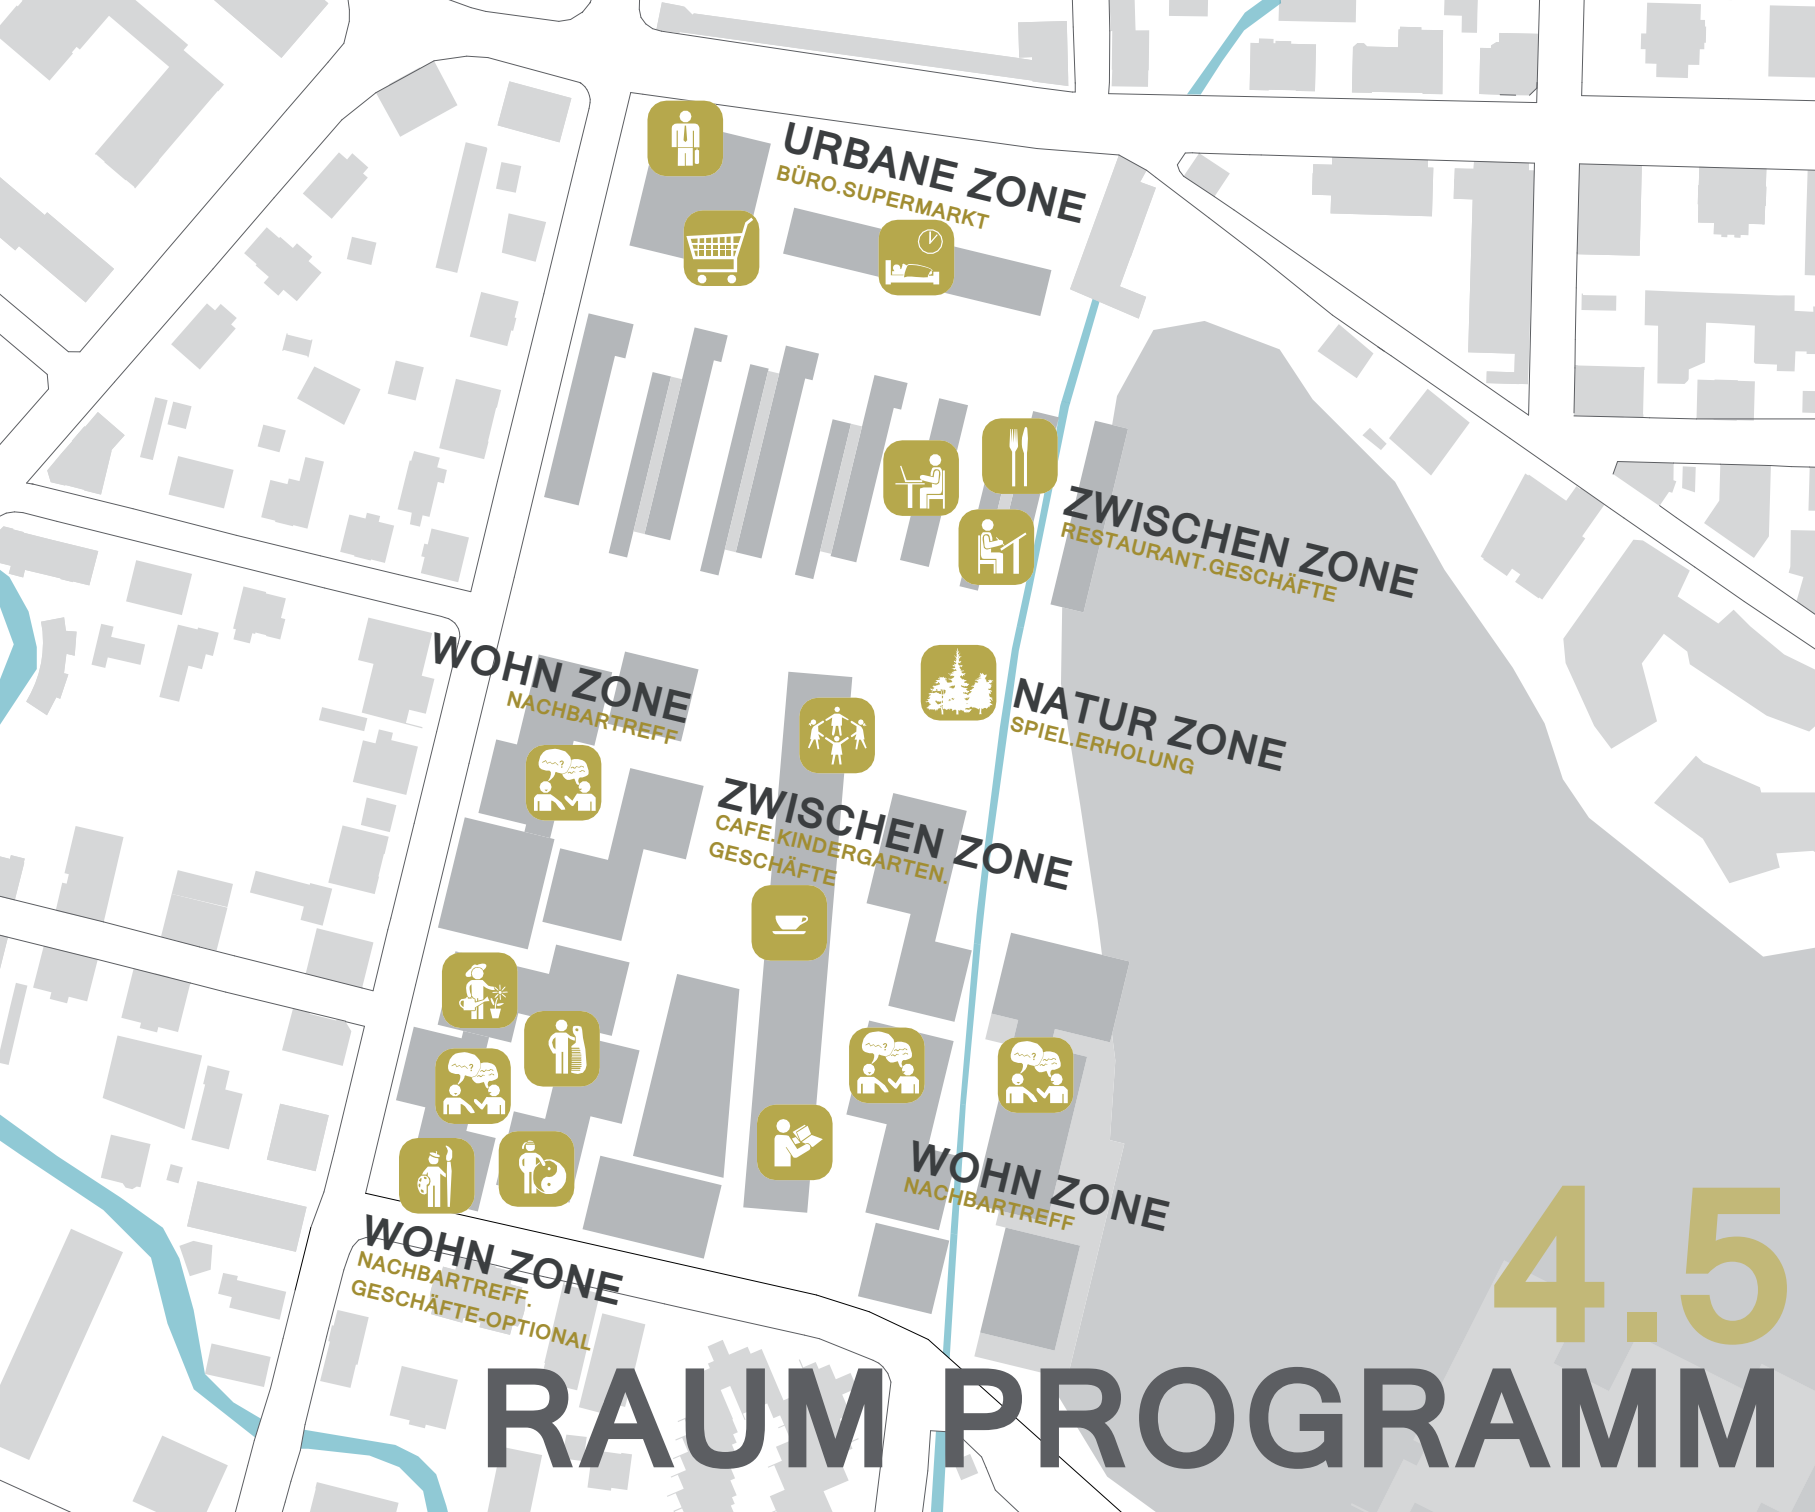 URBANE ZONE
BÜRO.SUPERMARKT
ZWISCHEN ZONE
RESTAURANT.GESCHÄFTE
WOHN ZONE
NACHBARTREFF
NATUR ZONE
SPIEL.ERHOLUNG
ZWISCHEN ZONE
CAFE.KINDERGARTEN.
GESCHÄFTE
WOHN ZONE
NACHBARTREFF
WOHN ZONE
NACHBARTREFF.
GESCHÄFTE-OPTIONAL
4.5
RAUM PROGRAMM